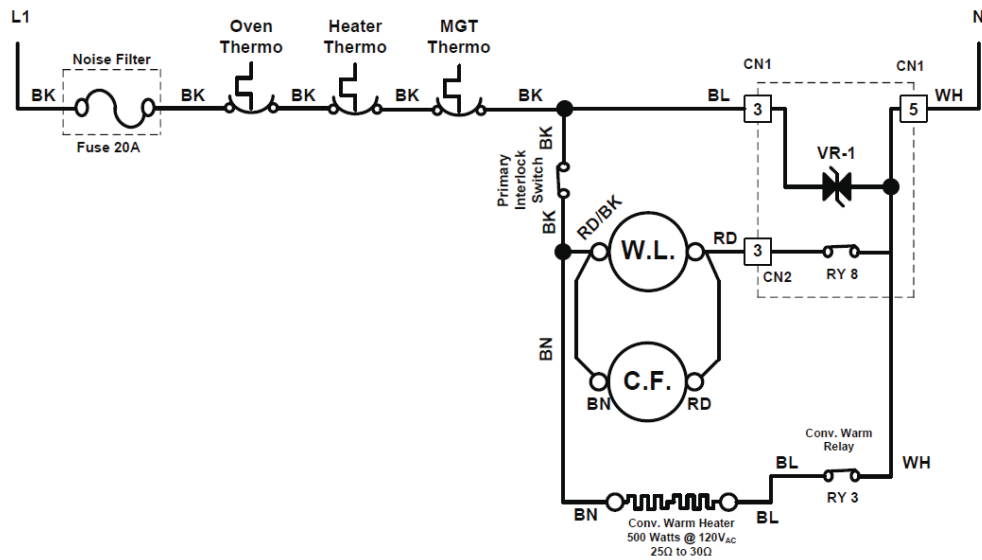 L1
N
Oven
Thermo
Heater
Thermo
MGT
Thermo
Noise Filter
CN1
CN1
BK
BK
BK
BK
BK
BL
3
5
WH
Fuse 20A
BK
Primary
Interlock
Switch
VR-1
BK
RD/BK
W.L.
RD
3
CN2
RY 8
BN
C.F.
BN
RD
Conv. Warm
Relay
BL
WH
RY 3
BN
BL
Conv. Warm Heater
500 Watts @ 120VAC
25Ω to 30Ω